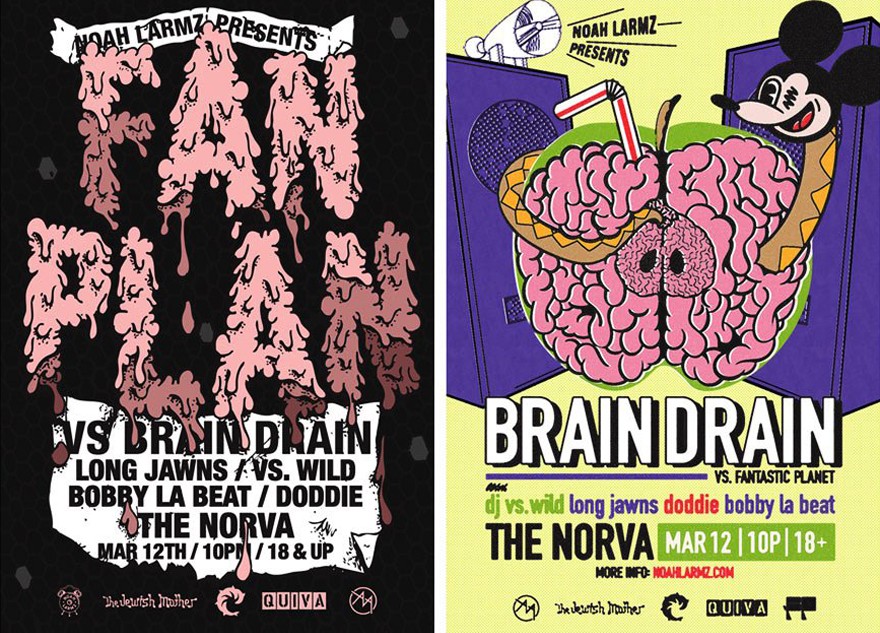 NOAH LARMZ PRESENTS
FAN
PLAN
VS BRAIN DRAIN
LONG JAWNS / VS. WILD
BOBBY LA BEAT / DODDIE
THE NORVA
MAR 12TH / 10PM / 18 & UP
The Jewish Mother
QUIVA
NOAH LARMZ
PRESENTS
BRAIN DRAIN
VS. FANTASTIC PLANET
dj vs.wild long jawns doddie bobby la beat
THE NORVA MAR 12 | 10P | 18+
MORE INFO: NOAHLARMZ.COM
The Jewish Mother
QUIVA